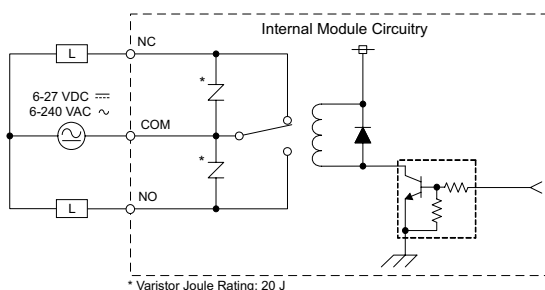 Internal Module Circuitry
NC
L
*
6-27 VDC ⎓
6-240 VAC ∿
COM
*
NO
L
* Varistor Joule Rating: 20 J